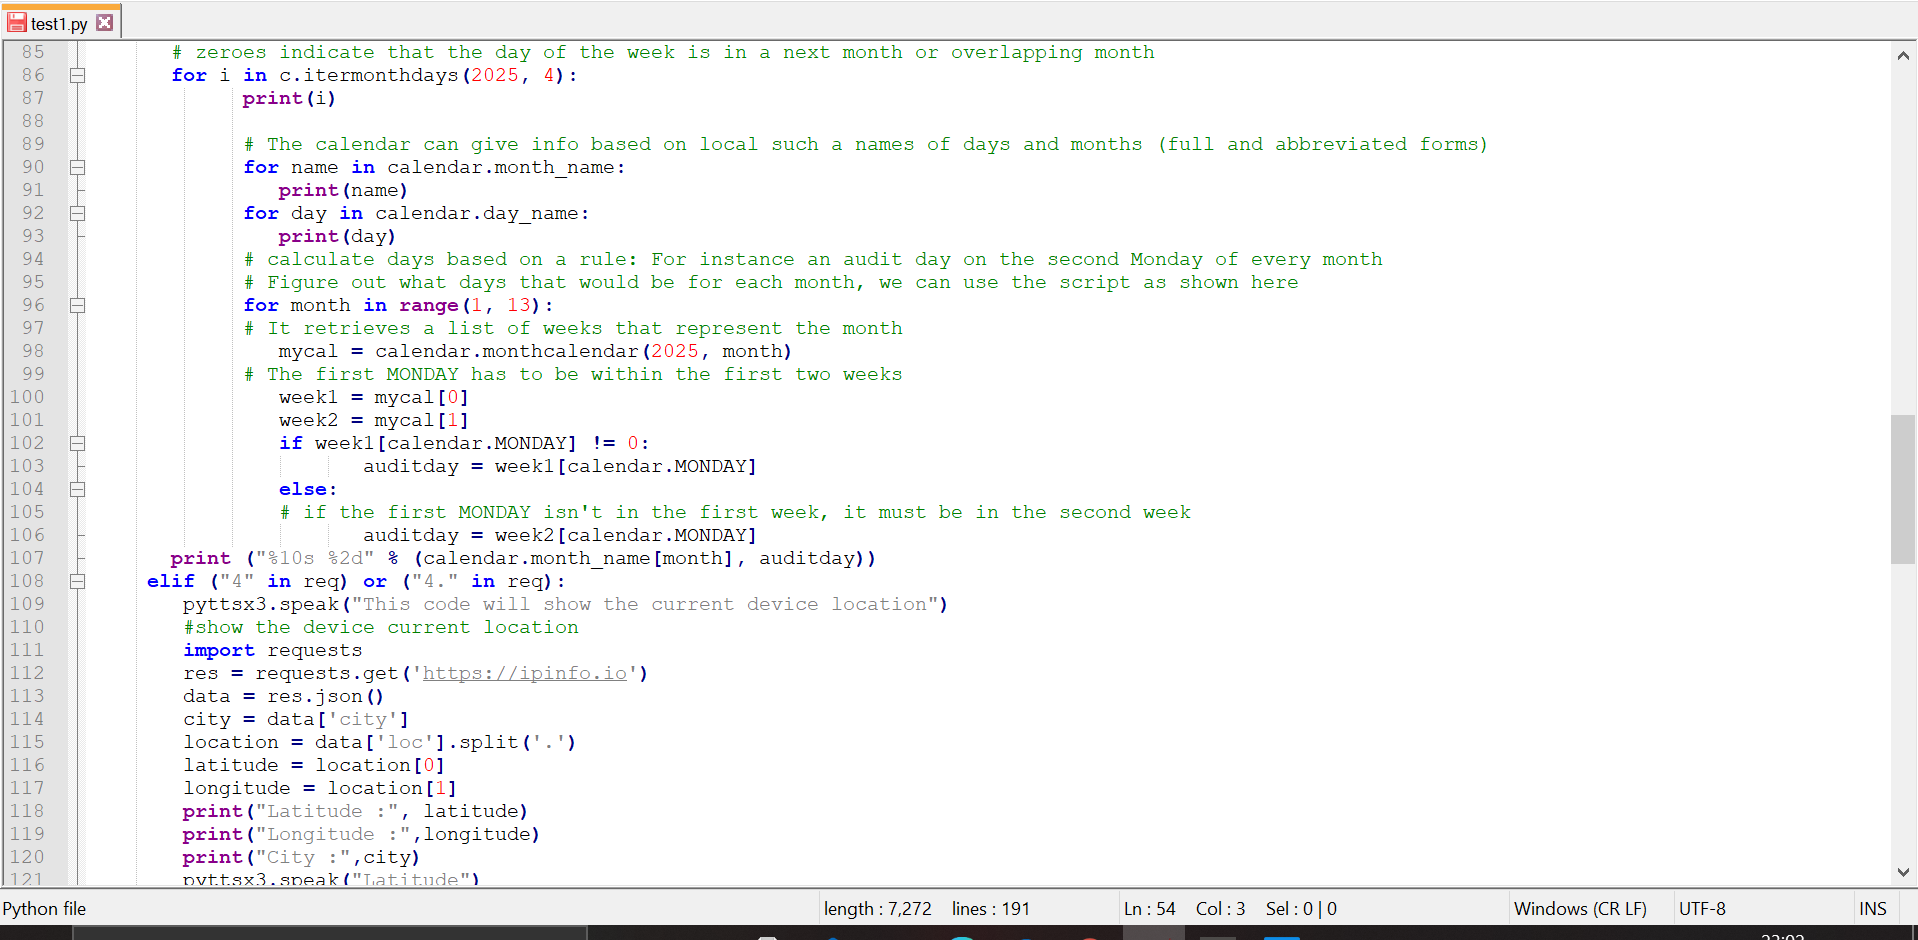 test1.py
85 # zeroes indicate that the day of the week is in a next month or overlapping month
86 for i in c.itermonthdays(2025, 4):
87 print(i)
88
89 # The calendar can give info based on local such a names of days and months (full and abbreviated forms)
90 for name in calendar.month_name:
91 print(name)
92 for day in calendar.day_name:
93 print(day)
94 # calculate days based on a rule: For instance an audit day on the second Monday of every month
95 # Figure out what days that would be for each month, we can use the script as shown here
96 for month in range(1, 13):
97 # It retrieves a list of weeks that represent the month
98 mycal = calendar.monthcalendar(2025, month)
99 # The first MONDAY has to be within the first two weeks
100 week1 = mycal[0]
101 week2 = mycal[1]
102 if week1[calendar.MONDAY] != 0:
103 auditday = week1[calendar.MONDAY]
104 else:
105 # if the first MONDAY isn't in the first week, it must be in the second week
106 auditday = week2[calendar.MONDAY]
107 print ("%10s %2d" % (calendar.month_name[month], auditday))
108 elif ("4" in req) or ("4." in req):
109 pyttsx3.speak("This code will show the current device location")
110 #show the device current location
111 import requests
112 res = requests.get('https://ipinfo.io')
113 data = res.json()
114 city = data['city']
115 location = data['loc'].split('.')
116 latitude = location[0]
117 longitude = location[1]
118 print("Latitude :", latitude)
119 print("Longitude :",longitude)
120 print("City :",city)
121 pyttsx3.speak("Latitude")
Python file length : 7,272 lines : 191 Ln : 54 Col : 3 Sel : 0 | 0 Windows (CR LF) UTF-8 INS